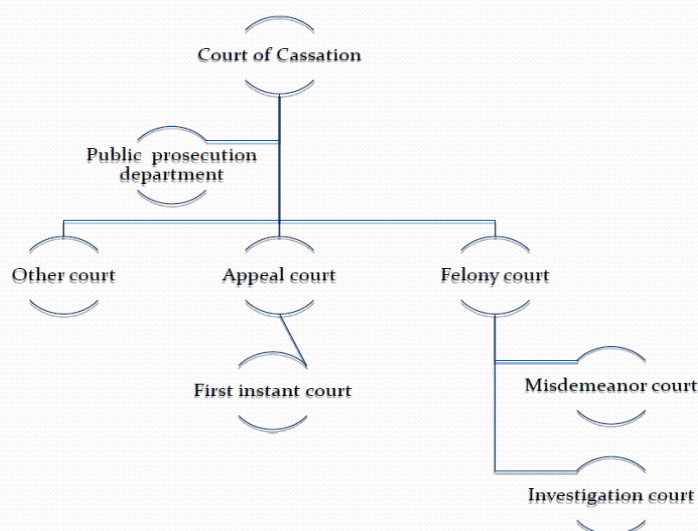 Court of Cassation
Public prosecution
department
Other court
Appeal court
Felony court
First instant court
Misdemeanor court
Investigation court